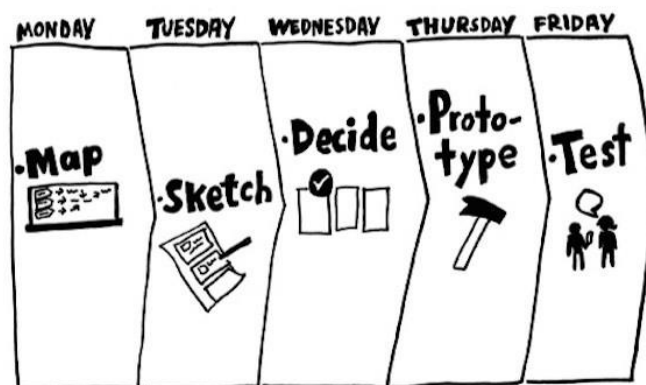 MONDAY
TUESDAY
WEDNESDAY
THURSDAY
FRIDAY
·Map
·Sketch
·Decide
·Proto-
type
·Test